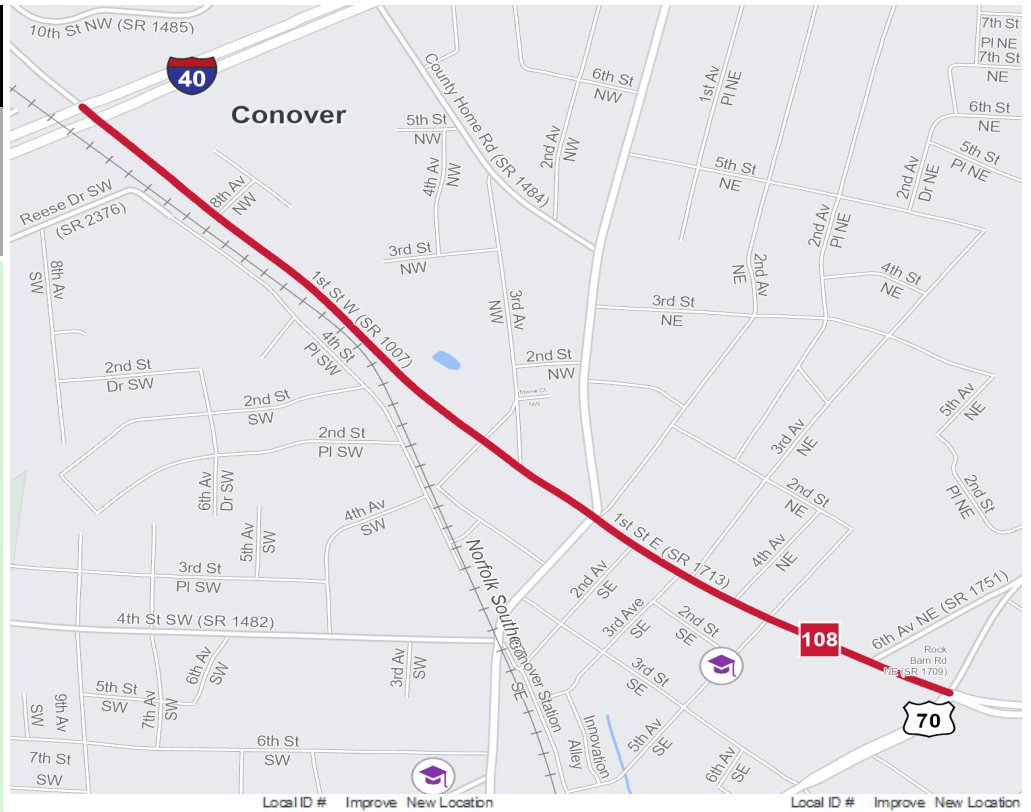 10th St NW (SR 1485)
40
Conover
County Home Rd (SR 1484)
6th St
NW
1st Av
Pl NE
7th St
Pl NE
7th St
NE
6th St
NE
5th St
Pl NE
5th St
NW
4th Av
NW
2nd Av
NW
5th St
NE
2nd Av
Dr NE
Reese Dr SW
(SR 2376)
8th Av
NW
3rd St
NW
2nd Av
Pl NE
8th Av
SW
1st St W (SR 1007)
3rd Av
NW
2nd Av
NE
4th St
NE
3rd St
NE
4th St
Pl SW
2nd St
Dr SW
2nd St
NW
Towne Ct
NW
2nd St
SW
2nd St
Pl SW
5th Av
NE
3rd Av
NE
6th Av
Dr SW
4th Av
SW
2nd St
NE
2nd St
Pl NE
5th Av
SW
1st St E (SR 1713)
4th Av
NE
3rd St
Pl SW
Norfolk Southern
2nd Av
SE
4th St SW (SR 1482)
3rd Ave
SE
2nd St
SE
108
6th Av NE (SR 1751)
Rock
Barn Rd
NE (SR 1709)
6th Av
SW
3rd Av
SW
Conover Station
SE
3rd St
SE
5th St
SW
7th Av
SW
9th Av
SW
70
Innovation
Alley
5th Av
SE
6th Av
SE
6th St
SW
7th St
SW
Local ID # Improve New Location
Local ID # Improve New Location